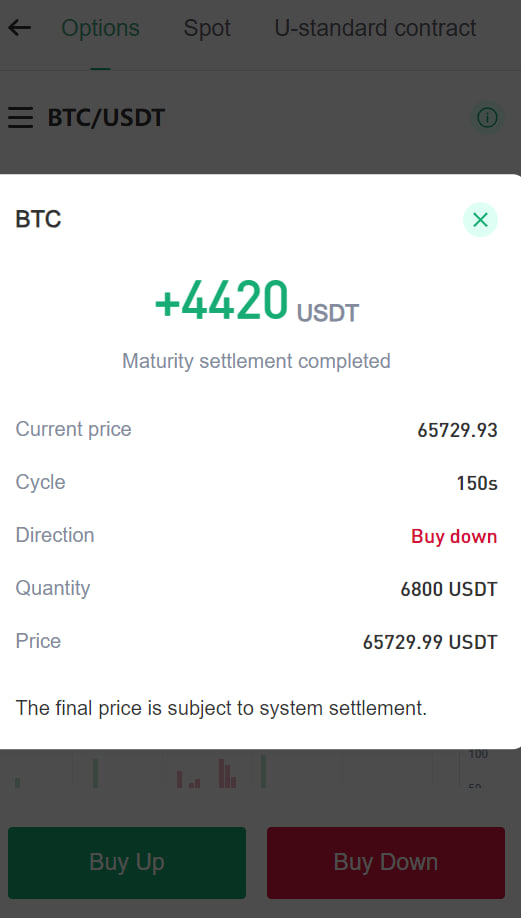 Options Spot U-standard contract
BTC/USDT
BTC
+4420 USDT
Maturity settlement completed
Current price 65729.93
Cycle 150s
Direction Buy down
Quantity 6800 USDT
Price 65729.99 USDT
The final price is subject to system settlement.
100
50
Buy Up Buy Down